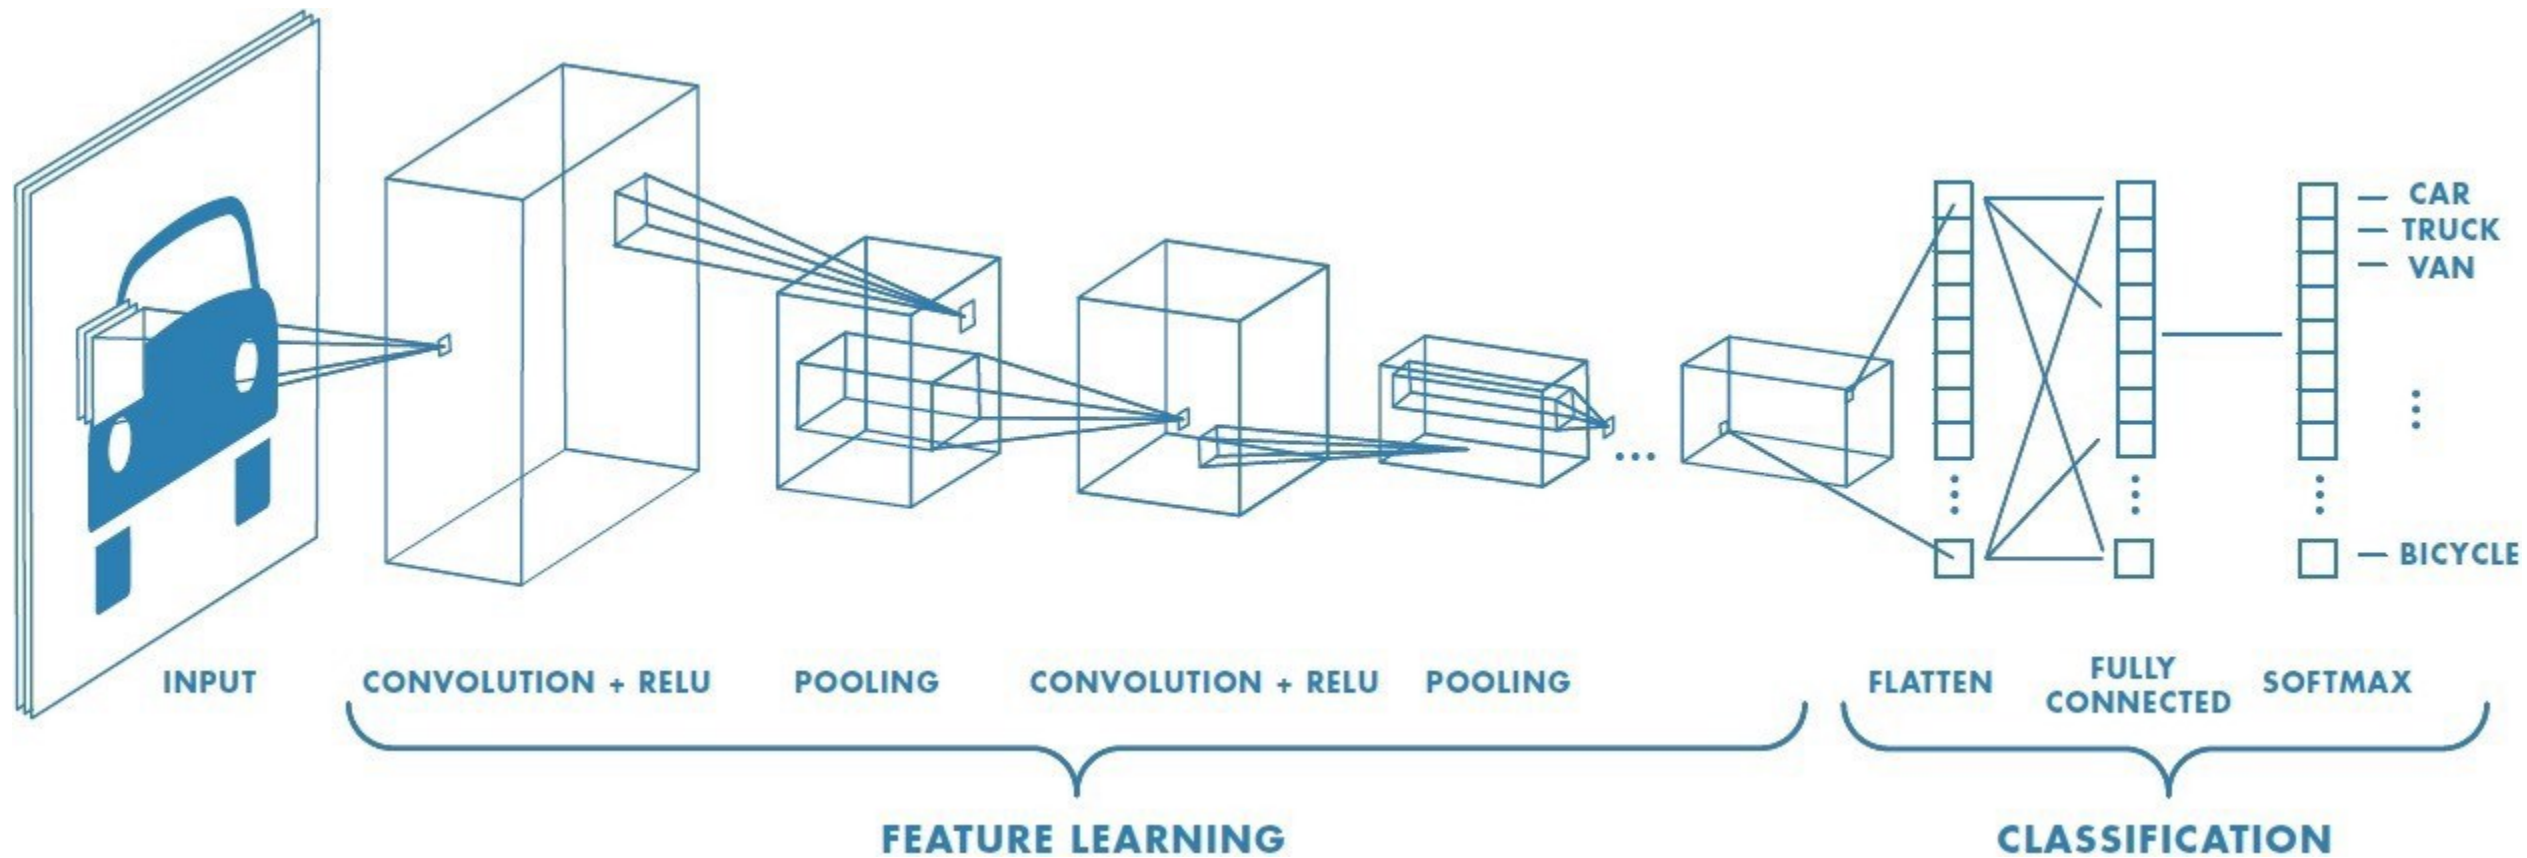 CAR
TRUCK
VAN
BICYCLE
INPUT
CONVOLUTION + RELU
POOLING
CONVOLUTION + RELU
POOLING
FLATTEN
FULLY
CONNECTED
SOFTMAX
FEATURE LEARNING
CLASSIFICATION